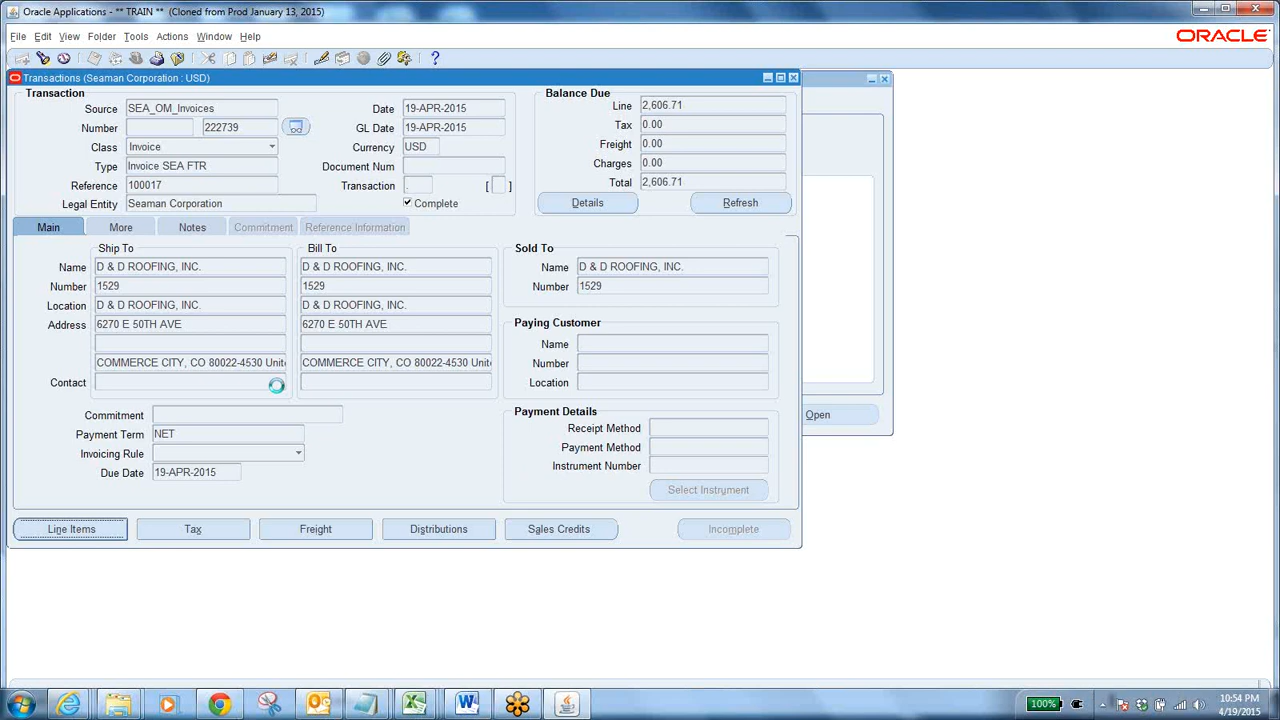 Oracle Applications - ** TRAIN ** (Cloned from Prod January 13, 2015)
File Edit View Folder Tools Actions Window Help
ORACLE
Transactions (Seaman Corporation : USD)
Transaction
Source SEA_OM_Invoices
Number 222739
Class Invoice
Type Invoice SEA FTR
Reference 100017
Legal Entity Seaman Corporation
Date 19-APR-2015
GL Date 19-APR-2015
Currency USD
Document Num
Transaction . [ ]
Complete
Balance Due
Line 2,606.71
Tax 0.00
Freight 0.00
Charges 0.00
Total 2,606.71
Details Refresh
Main More Notes Commitment Reference Information
Ship To
Name D & D ROOFING, INC.
Number 1529
Location D & D ROOFING, INC.
Address 6270 E 50TH AVE
COMMERCE CITY, CO 80022-4530 Unit
Contact
Bill To
D & D ROOFING, INC.
1529
D & D ROOFING, INC.
6270 E 50TH AVE
COMMERCE CITY, CO 80022-4530 Unit
Sold To
Name D & D ROOFING, INC.
Number 1529
Paying Customer
Name
Number
Location
Commitment
Payment Term NET
Invoicing Rule
Due Date 19-APR-2015
Payment Details
Receipt Method
Payment Method
Instrument Number
Select Instrument
Line Items Tax Freight Distributions Sales Credits Incomplete
Open
100%
10:54 PM
4/19/2015